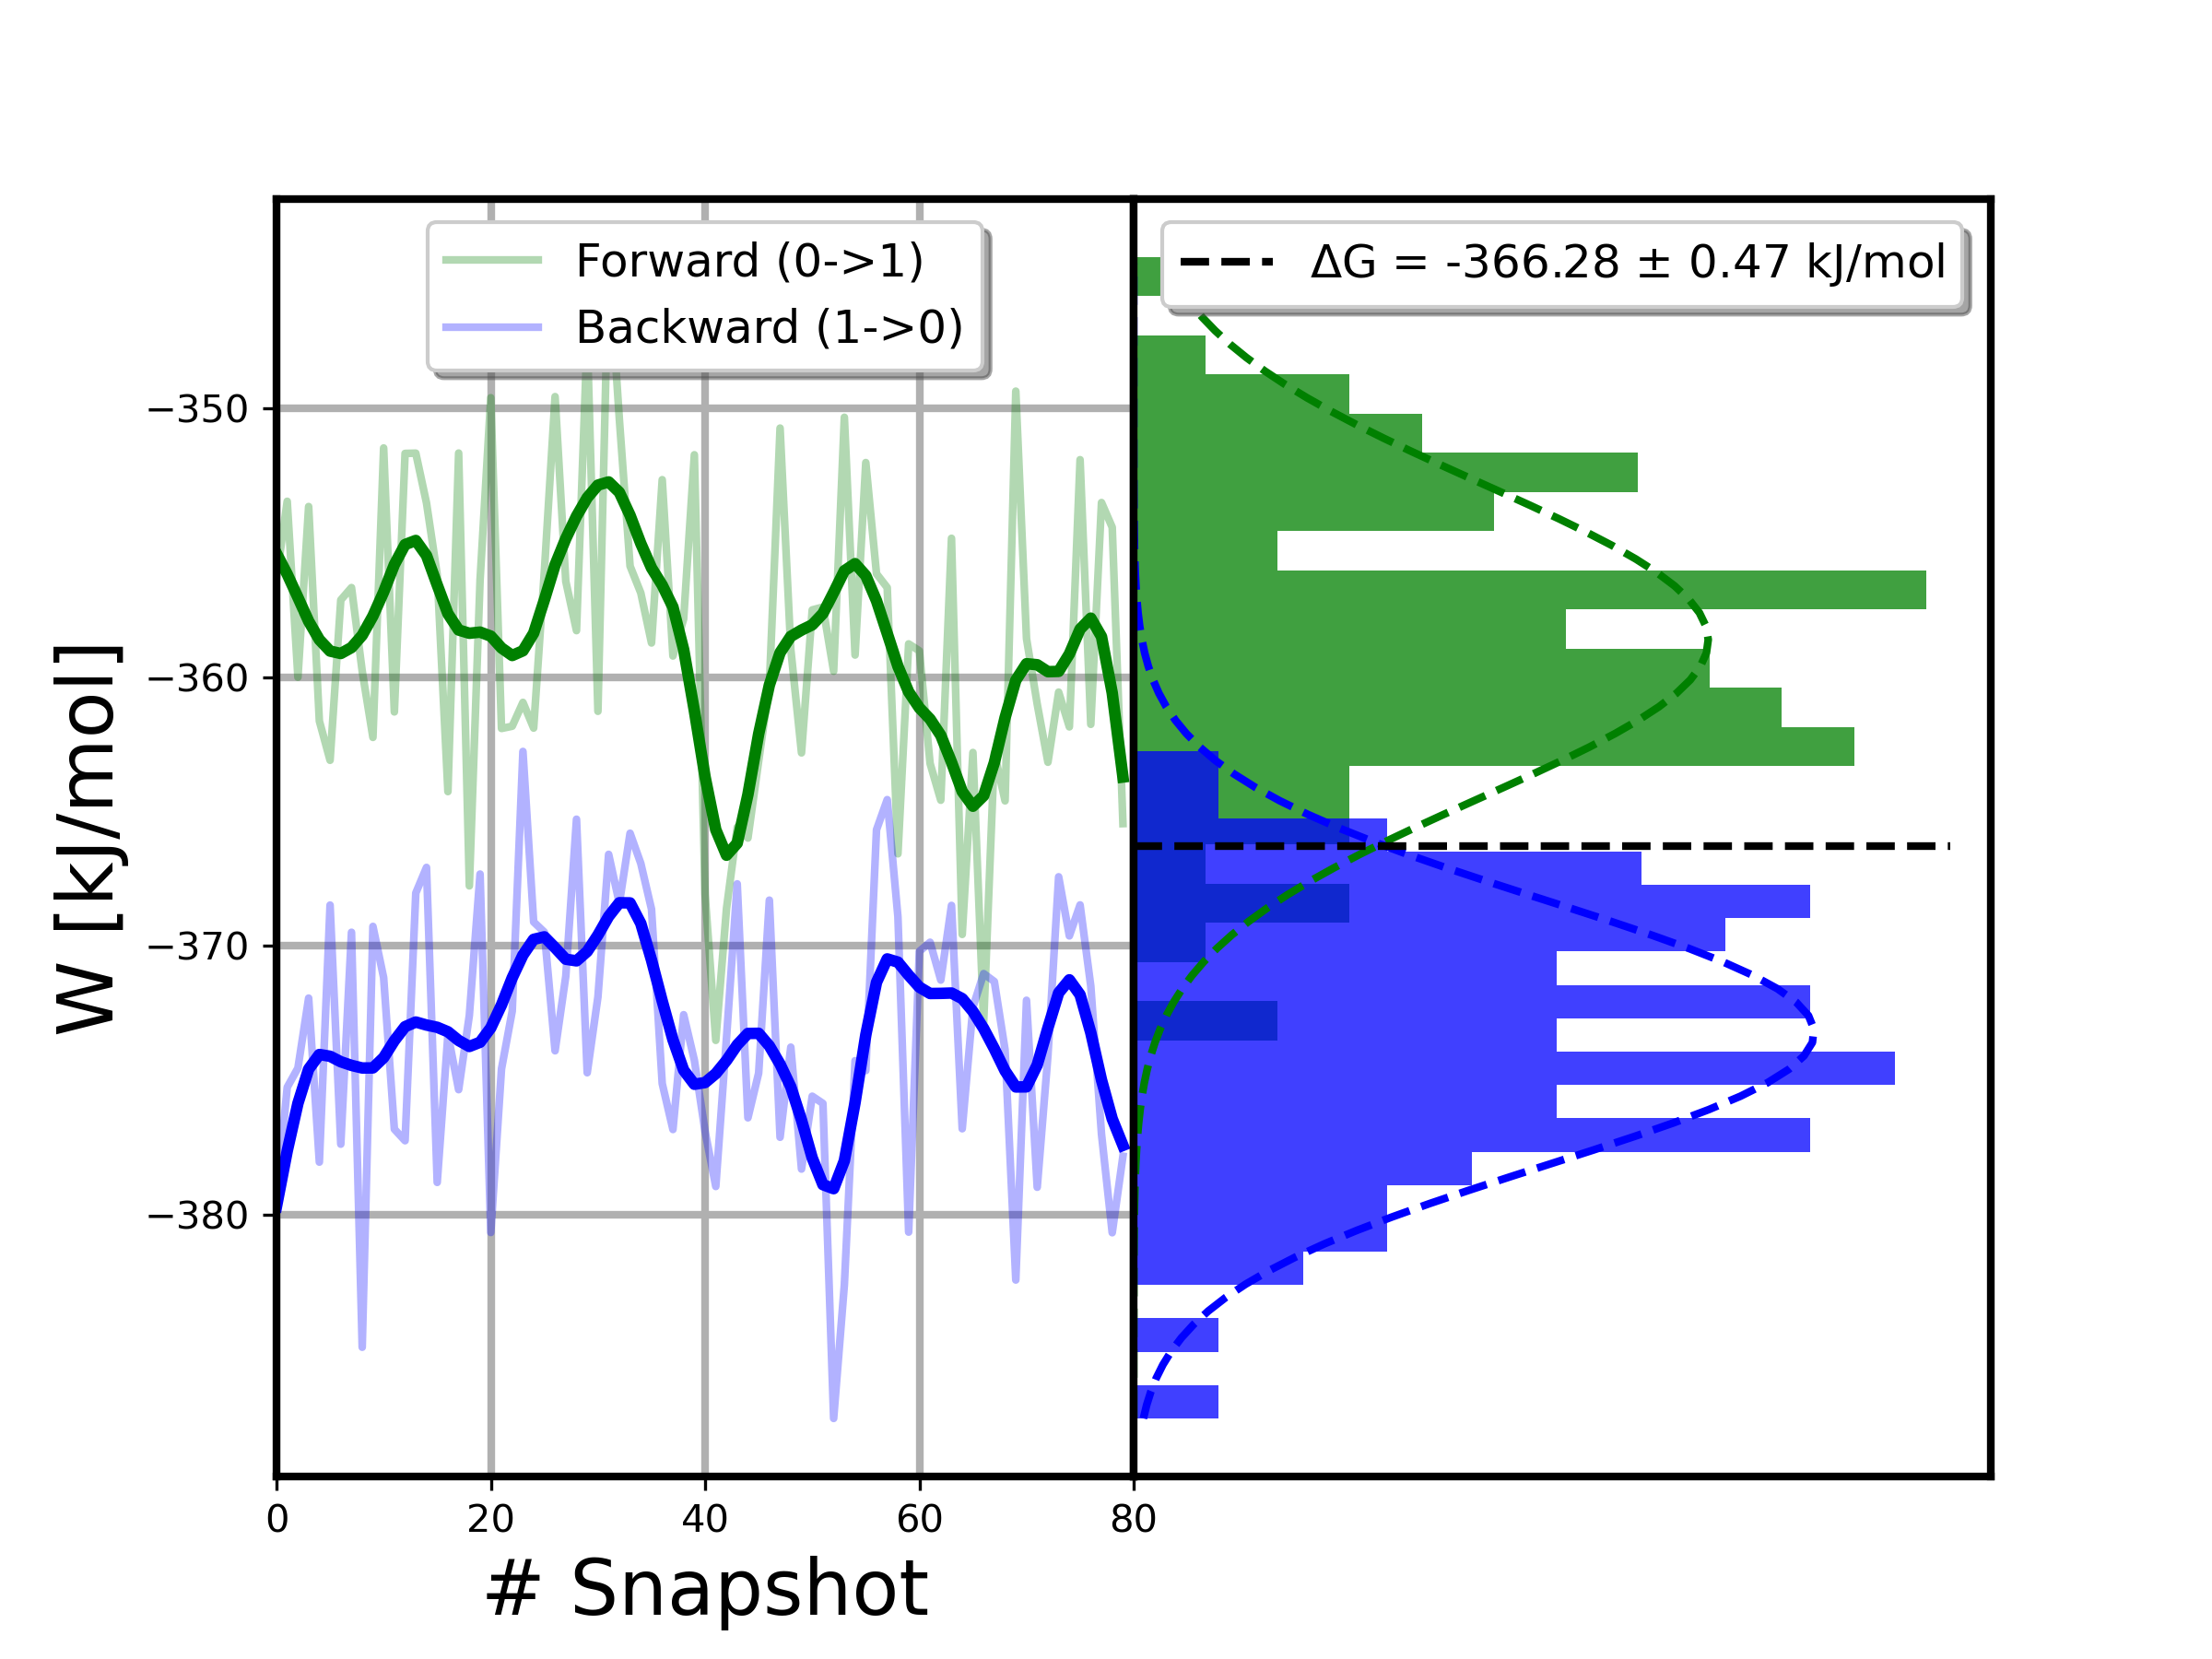 Forward (0->1)
Backward (1->0)
ΔG = -366.28 ± 0.47 kJ/mol
W [kJ/mol]
−350
−360
−370
−380
0
20
40
60
80
# Snapshot